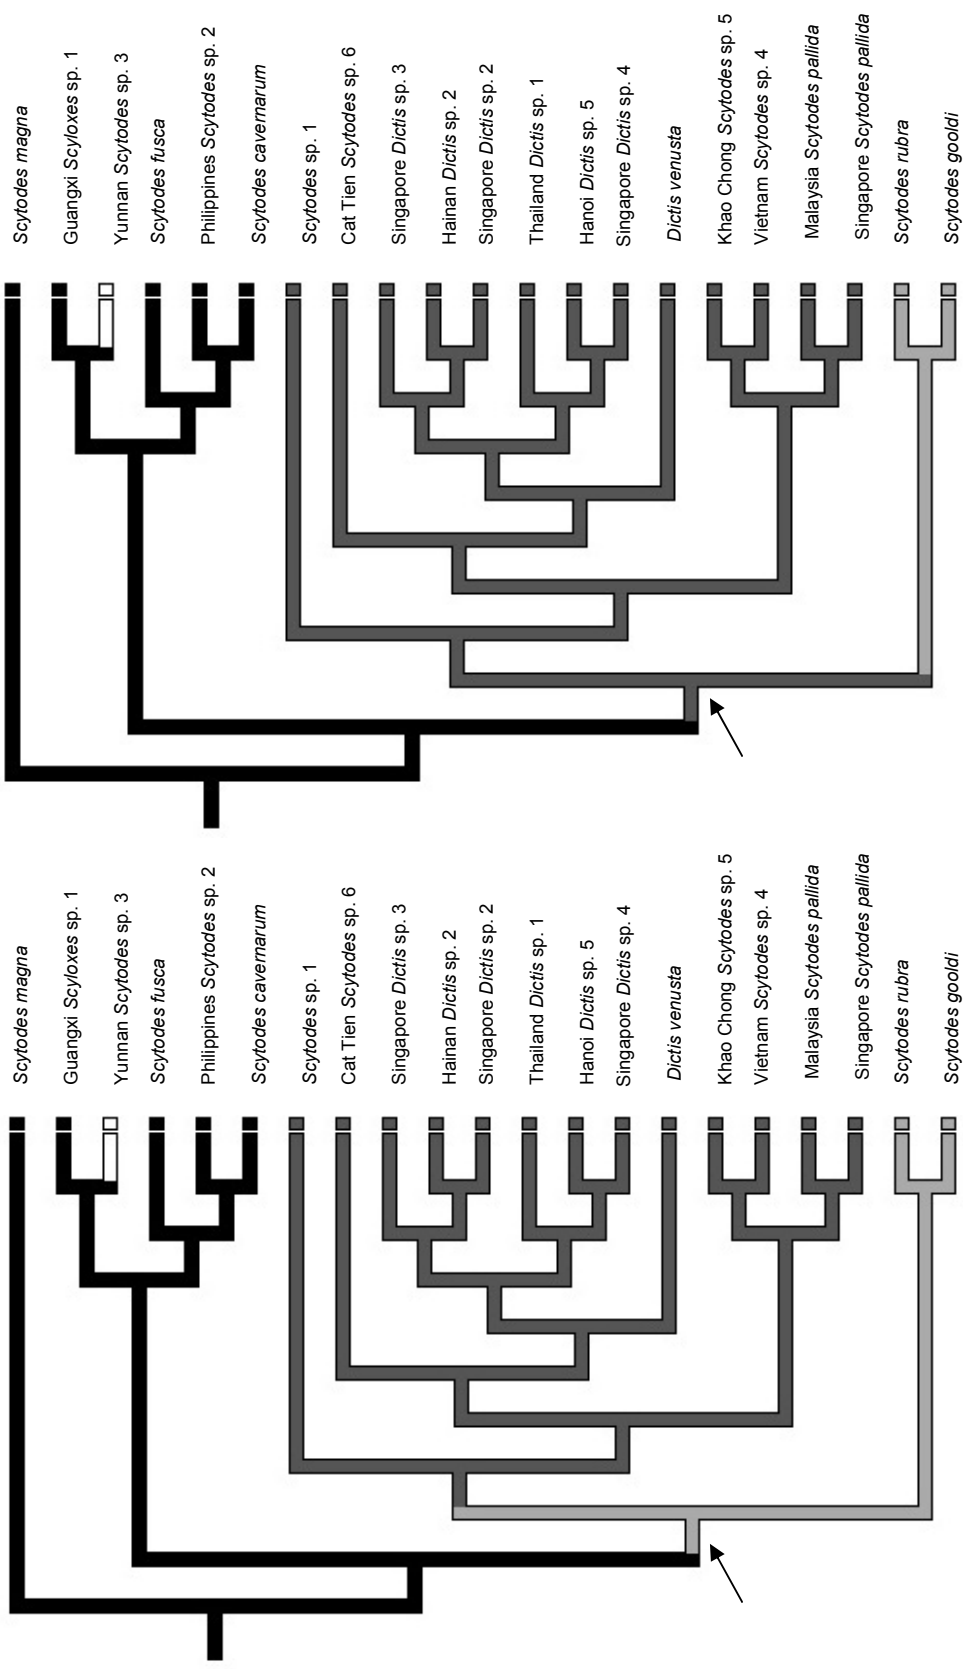 Scytodes magna
Guangxi Scyloxes sp. 1
Yunnan Scytodes sp. 3
Scytodes fusca
Philippines Scytodes sp. 2
Scytodes cavernarum
Scytodes sp. 1
Cat Tien Scytodes sp. 6
Singapore Dictis sp. 3
Hainan Dictis sp. 2
Singapore Dictis sp. 2
Thailand Dictis sp. 1
Hanoi Dictis sp. 5
Singapore Dictis sp. 4
Dictis venusta
Khao Chong Scytodes sp. 5
Vietnam Scytodes sp. 4
Malaysia Scytodes pallida
Singapore Scytodes pallida
Scytodes rubra
Scytodes gooldi
Scytodes magna
Guangxi Scyloxes sp. 1
Yunnan Scytodes sp. 3
Scytodes fusca
Philippines Scytodes sp. 2
Scytodes cavernarum
Scytodes sp. 1
Cat Tien Scytodes sp. 6
Singapore Dictis sp. 3
Hainan Dictis sp. 2
Singapore Dictis sp. 2
Thailand Dictis sp. 1
Hanoi Dictis sp. 5
Singapore Dictis sp. 4
Dictis venusta
Khao Chong Scytodes sp. 5
Vietnam Scytodes sp. 4
Malaysia Scytodes pallida
Singapore Scytodes pallida
Scytodes rubra
Scytodes gooldi